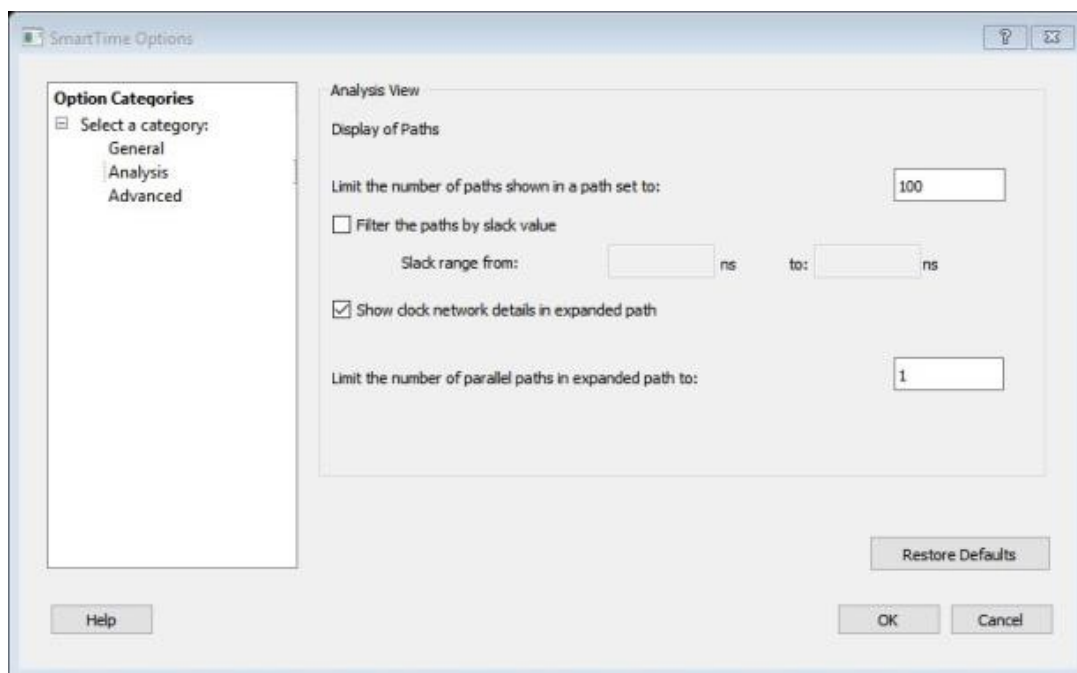 SmartTime Options
Option Categories
Select a category:
General
Analysis
Advanced
Analysis View
Display of Paths
Limit the number of paths shown in a path set to: 100
Filter the paths by slack value
Slack range from: ns to: ns
Show clock network details in expanded path
Limit the number of parallel paths in expanded path to: 1
Restore Defaults
Help OK Cancel